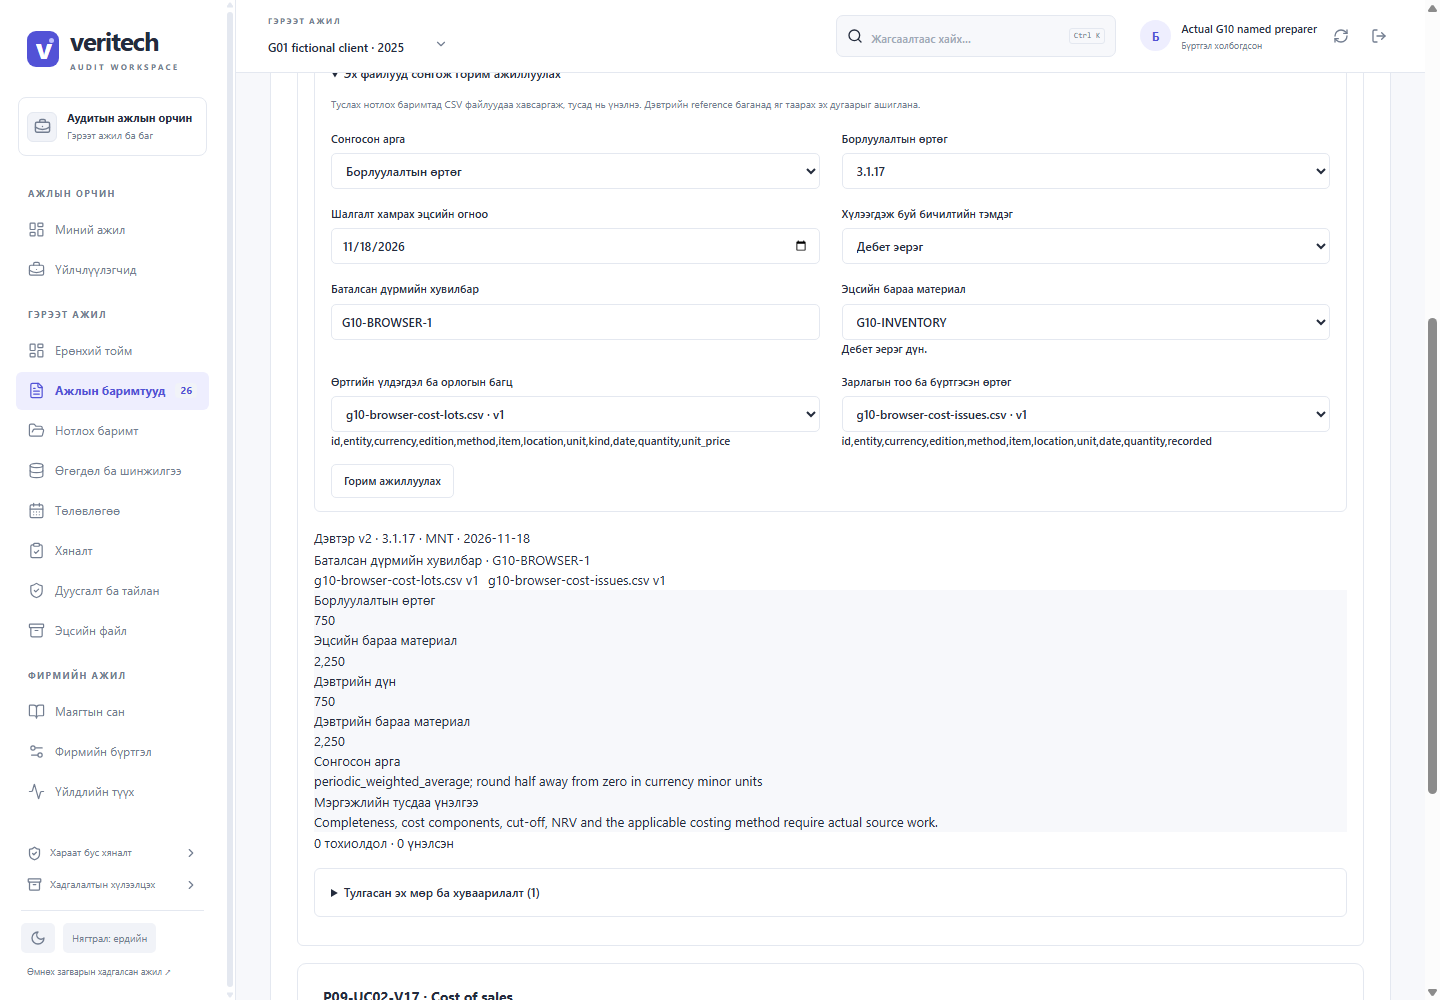 veritech
AUDIT WORKSPACE
Аудитын ажлын орчин
Гэрээт ажил ба баг
АЖЛЫН ОРЧИН
Миний ажил
Үйлчлүүлэгчид
ГЭРЭЭТ АЖИЛ
Ерөнхий тойм
Ажлын баримтууд 26
Нотлох баримт
Өгөгдөл ба шинжилгээ
Төлөвлөгөө
Хяналт
Дуусгалт ба тайлан
Эцсийн файл
ФИРМИЙН АЖИЛ
Маягтын сан
Фирмийн бүртгэл
Үйлдлийн түүх
Хараат бус хяналт
Хадгалалтын хүлээлцэх
Нягтрал: ердийн
Өмнөх загварын хадгалсан ажил ↗
ГЭРЭЭТ АЖИЛ
G01 fictional client · 2025
Жагсаалтаас хайх...
Ctrl K
Б
Actual G10 named preparer
Бүртгэл холбогдсон
▼ Эх файлууд сонгож горим ажиллуулах
Туслах нотлох баримтад CSV файлуудаа хавсаргаж, тусад нь үнэлнэ. Дэвтрийн reference баганад яг таарах эх дугаарыг ашиглана.
Сонгосон арга
Борлуулалтын өртөг
Борлуулалтын өртөг
3.1.17
Шалгалт хамрах эцсийн огноо
11/18/2026
Хүлээгдэж буй бичилтийн тэмдэг
Дебет эерэг
Баталсан дүрмийн хувилбар
G10-BROWSER-1
Эцсийн бараа материал
G10-INVENTORY
Дебет эерэг дүн.
Өртгийн үлдэгдэл ба орлогын багц
g10-browser-cost-lots.csv · v1
id,entity,currency,edition,method,item,location,unit,kind,date,quantity,unit_price
Зарлагын тоо ба бүртгэсэн өртөг
g10-browser-cost-issues.csv · v1
id,entity,currency,edition,method,item,location,unit,date,quantity,recorded
Горим ажиллуулах
Дэвтэр v2 · 3.1.17 · MNT · 2026-11-18
Баталсан дүрмийн хувилбар · G10-BROWSER-1
g10-browser-cost-lots.csv v1 g10-browser-cost-issues.csv v1
Борлуулалтын өртөг
750
Эцсийн бараа материал
2,250
Дэвтрийн дүн
750
Дэвтрийн бараа материал
2,250
Сонгосон арга
periodic_weighted_average; round half away from zero in currency minor units
Мэргэжлийн тусдаа үнэлгээ
Completeness, cost components, cut-off, NRV and the applicable costing method require actual source work.
0 тохиолдол · 0 үнэлсэн
▶ Тулгасан эх мөр ба хуваарилалт (1)
P09-UC02-V17 · Cost of sales